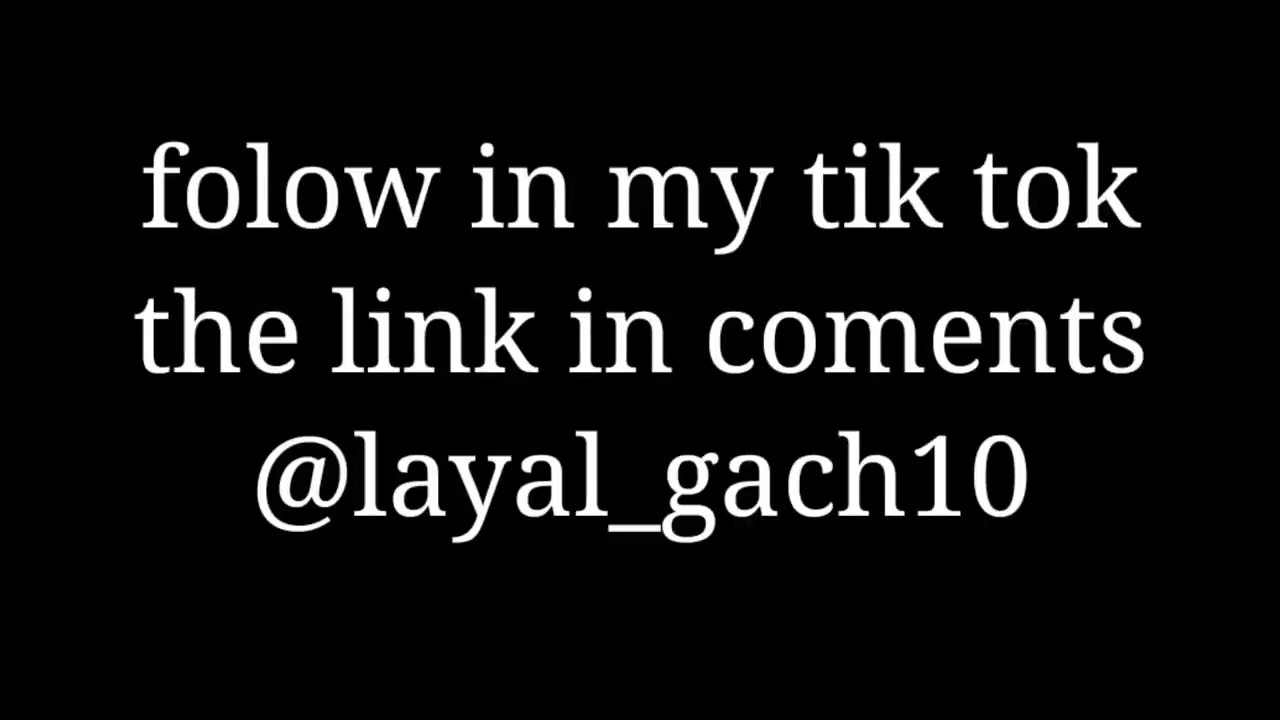 folow in my tik tok
the link in coments
@layal_gach10